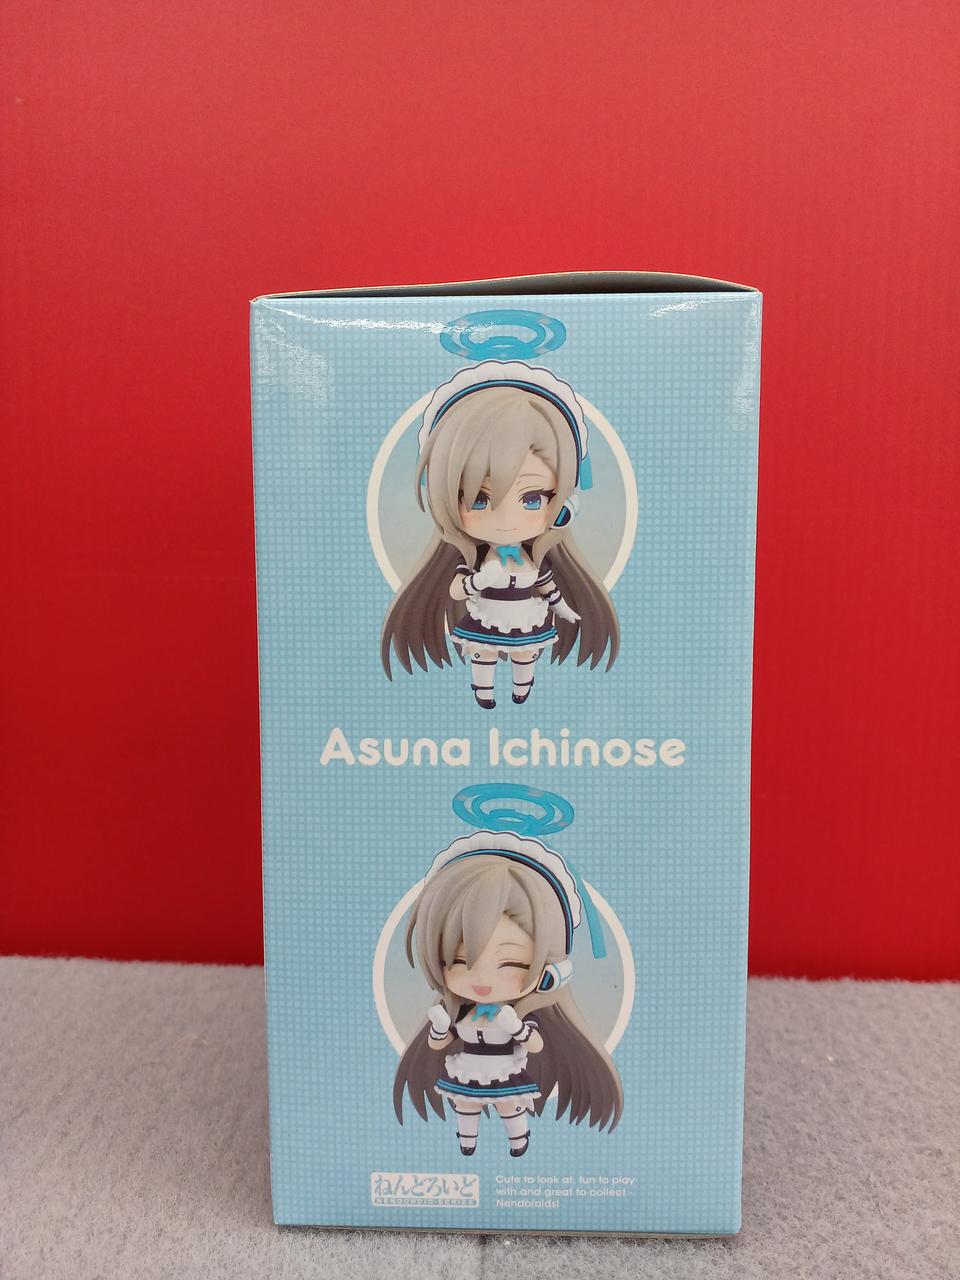 Asuna Ichinose
ねんどろいど
NENDOROID SERIES
Cute to look at, fun to play
with and great to collect -
Nendoroids!